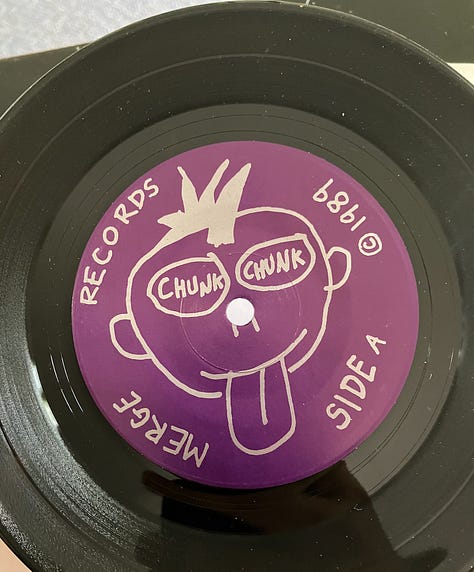 MERGE RECORDS
© 1989
SIDE A
CHUNK CHUNK